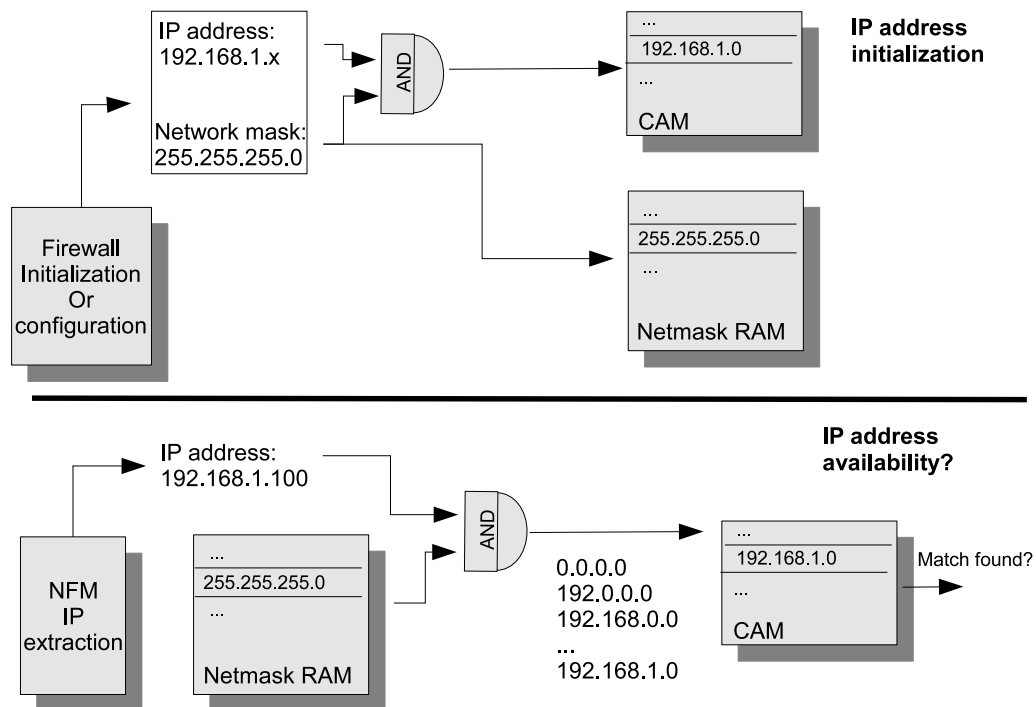 IP address:
192.168.1.x
Network mask:
255.255.255.0
AND
...
192.168.1.0
...
CAM
IP address
initialization
Firewall
Initialization
Or
configuration
...
255.255.255.0
...
Netmask RAM
IP address
availability?
IP address:
192.168.1.100
NFM
IP
extraction
...
255.255.255.0
...
Netmask RAM
AND
0.0.0.0
192.0.0.0
192.168.0.0
...
192.168.1.0
...
192.168.1.0
...
CAM
Match found?